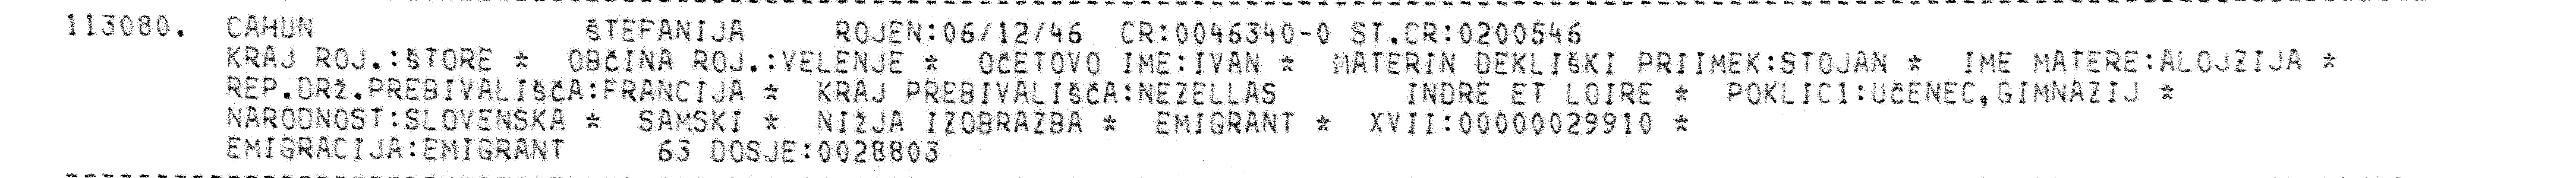 113080. CAHUN ŠTEFANIJA ROJEN:06/12/46 CR:0046340-0 ST.CR:0200546
KRAJ ROJ.:ŠTORE * OBČINA ROJ.:VELENJE * OČETOVO IME:IVAN * MATERIN DEKLIŠKI PRIIMEK:STOJAN * IME MATERE:ALOJZIJA *
REP.DRŽ.PREBIVALIŠČA:FRANCIJA * KRAJ PREBIVALIŠČA:NEZELLAS INDRE ET LOIRE * POKLIC1:UČENEC,GIMNAZIJ *
NARODNOST:SLOVENSKA * SAMSKI * NIŽJA IZOBRAZBA * EMIGRANT * XVII:00000029910 *
EMIGRACIJA:EMIGRANT 63 DOSJE:0028803